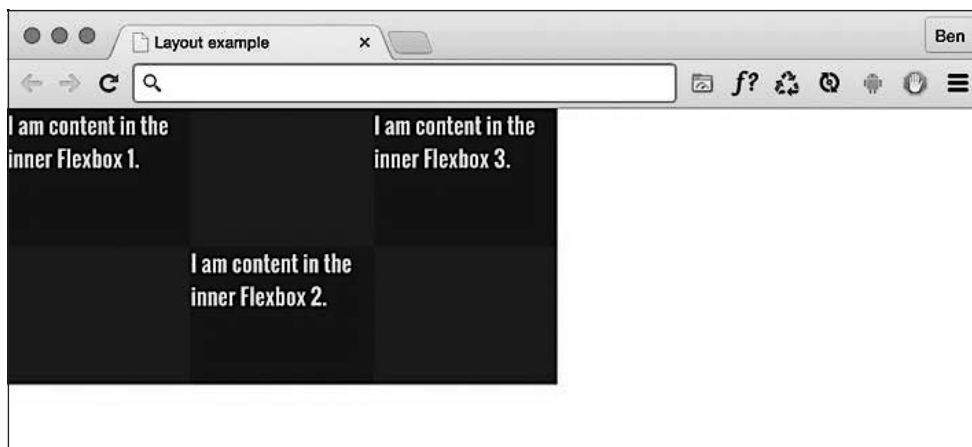 Layout example
Ben
f?
I am content in the
inner Flexbox 1.
I am content in the
inner Flexbox 3.
I am content in the
inner Flexbox 2.